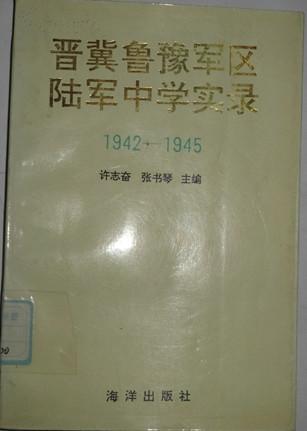 晋冀鲁豫军区
陆军中学实录
1942—1945
许志奋 张书琴 主编
海洋出版社